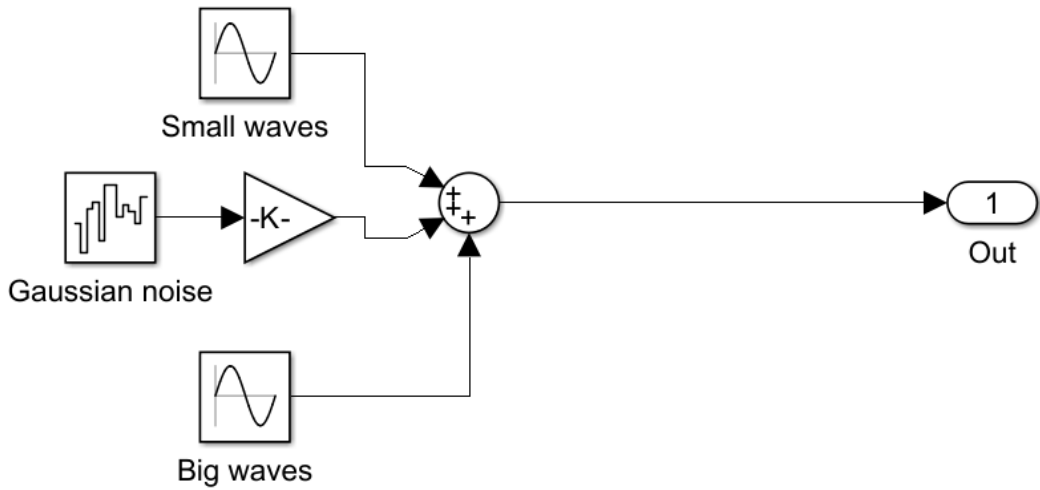 Small waves
-K-
+
+
+
1
Gaussian noise
Out
Big waves